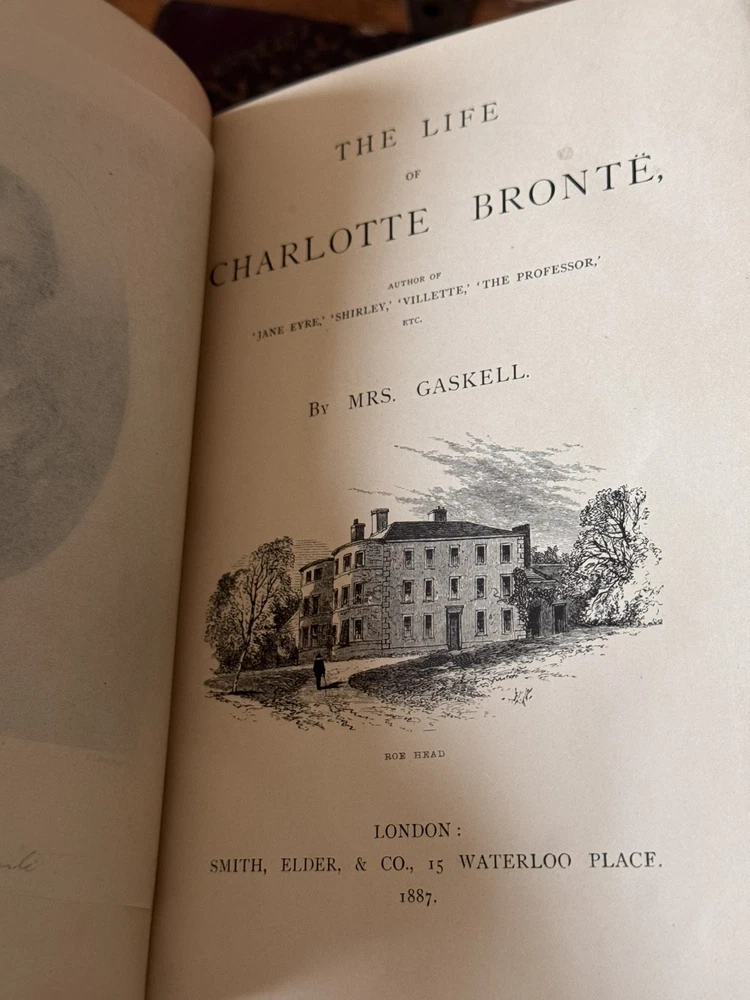 THE LIFE
OF
CHARLOTTE BRONTË,
AUTHOR OF
'JANE EYRE,' 'SHIRLEY,' 'VILLETTE,' 'THE PROFESSOR,'
ETC.
By MRS. GASKELL.
ROE HEAD
LONDON:
SMITH, ELDER, & CO., 15 WATERLOO PLACE.
1887.